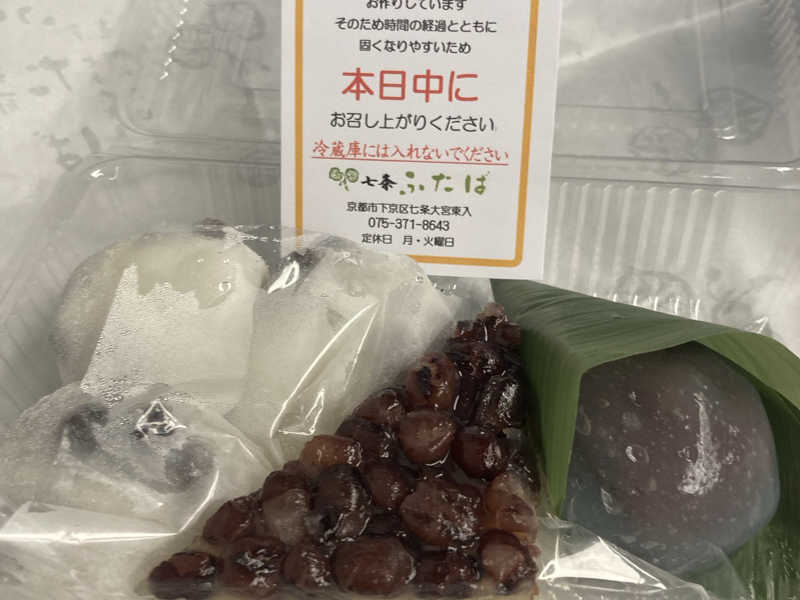 お作りしています
そのため時間の経過とともに
固くなりやすいため
本日中に
お召し上がりください
冷蔵庫には入れないでください
七条ふたば
京都市下京区七条大宮東入
075-371-8643
定休日 月・火曜日